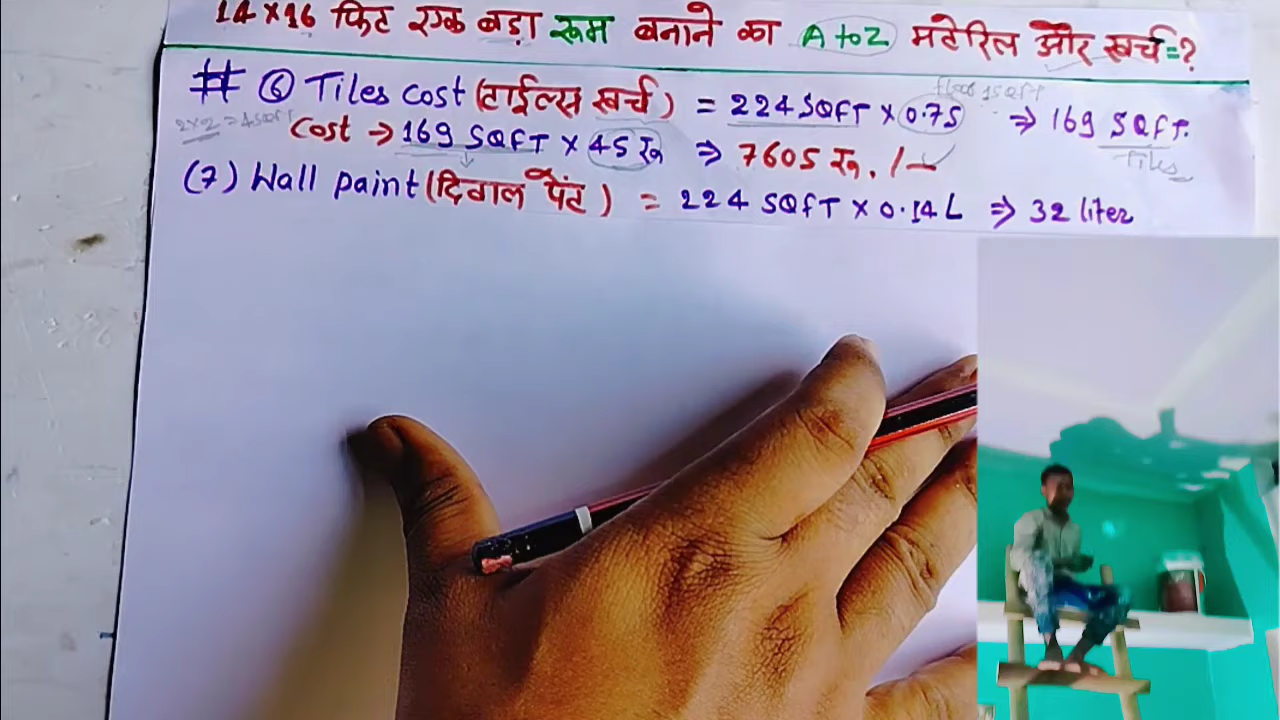 14 × 16 फिट एक बड़ा रूम बनाने का A to Z मटेरिल और खर्च = ?
# ⑥ Tiles cost (टाईल्स खर्च) = 224 SQFT × 0.75 ⇒ 169 SQFT.
floor 1SQFT
2×2 = 4SQFT
Cost → 169 SQFT × 45 रू ⇒ 7605 रू. /-
Tiles
(7) Wall paint (दिवाल पेंट) = 224 SQFT × 0.14 L ⇒ 32 liter